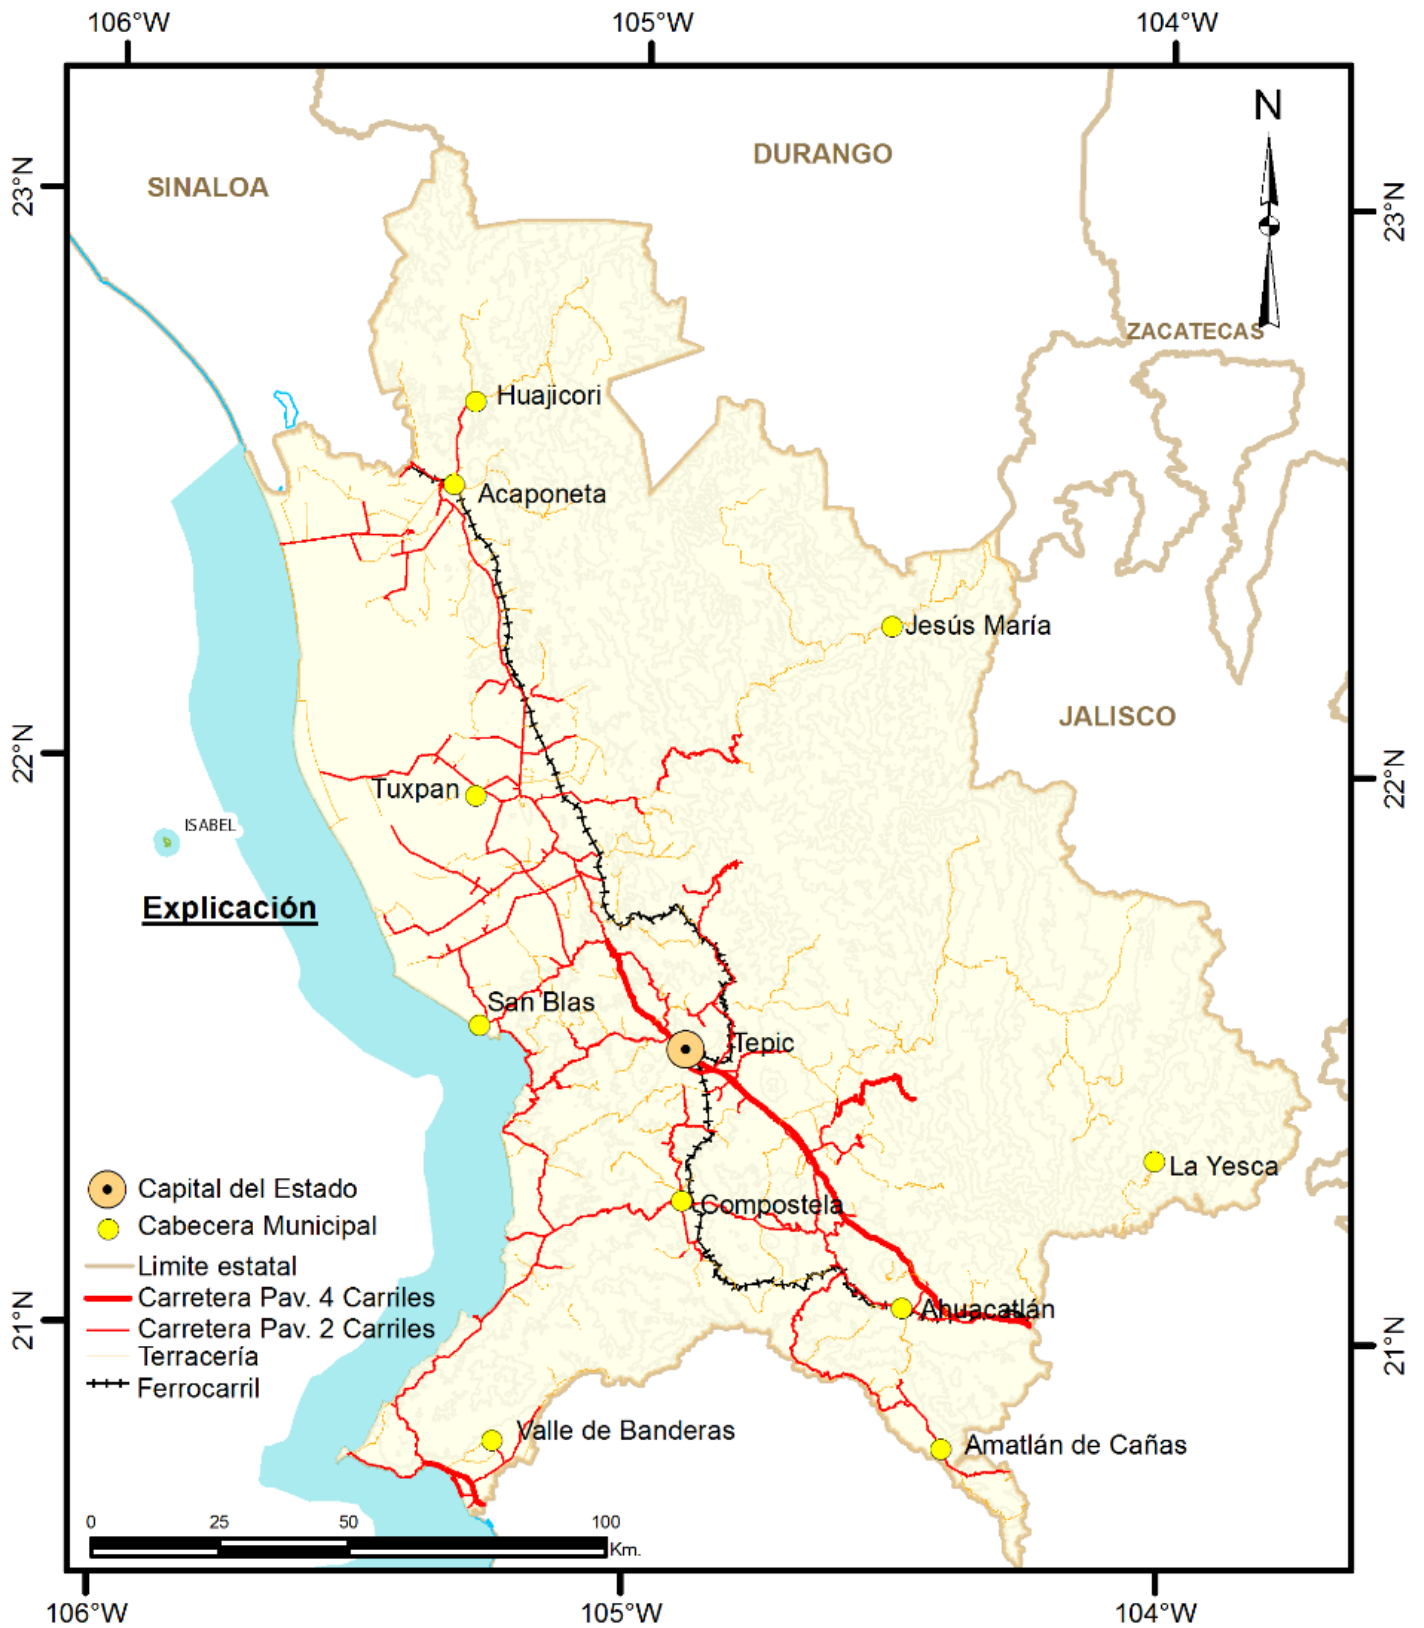 106°W 105°W 104°W
N
DURANGO
SINALOA
23°N
23°N
ZACATECAS
Huajicori
Acaponeta
Jesús María
JALISCO
22°N
22°N
Tuxpan
ISABEL
Explicación
San Blas
Tepic
La Yesca
Capital del Estado
Compostela
Cabecera Municipal
Limite estatal
Carretera Pav. 4 Carriles
Ahuacatlán
21°N
Carretera Pav. 2 Carriles
21°N
Terracería
Ferrocarril
Valle de Banderas
Amatlán de Cañas
0 25 50 100
Km.
106°W 105°W 104°W